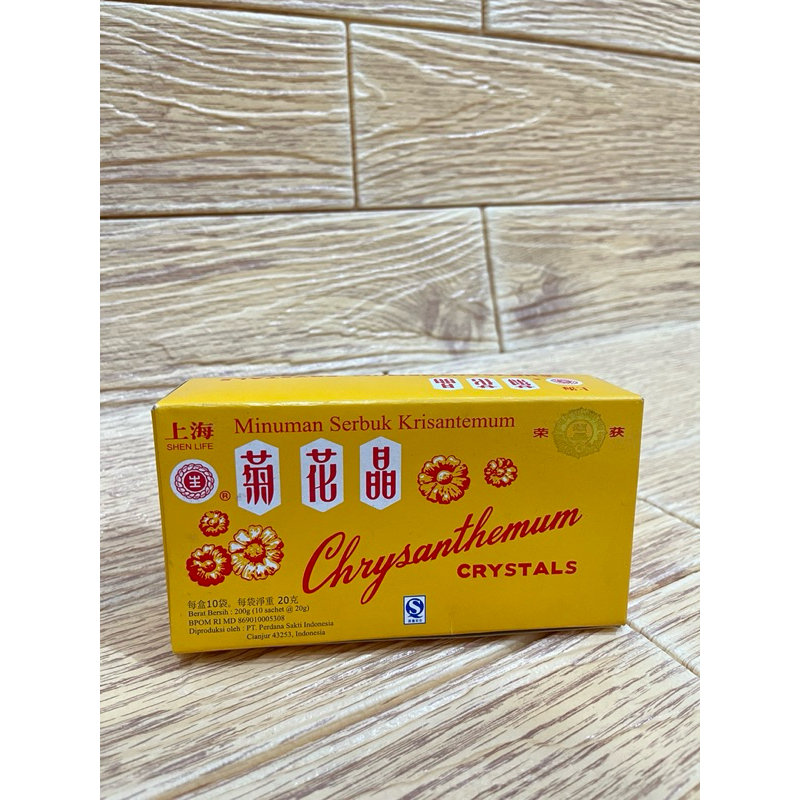 上海
SHEN LIFE
生
®
Minuman Serbuk Krisantemum
菊花晶
荣获
Chrysanthemum
CRYSTALS
每盒10袋。每袋淨重 20克
Berat Bersih : 200g (10 sachet @ 20g)
BPOM RI MD 869010005308
Diproduksi oleh : PT. Perdana Sakti Indonesia
Cianjur 43253, Indonesia